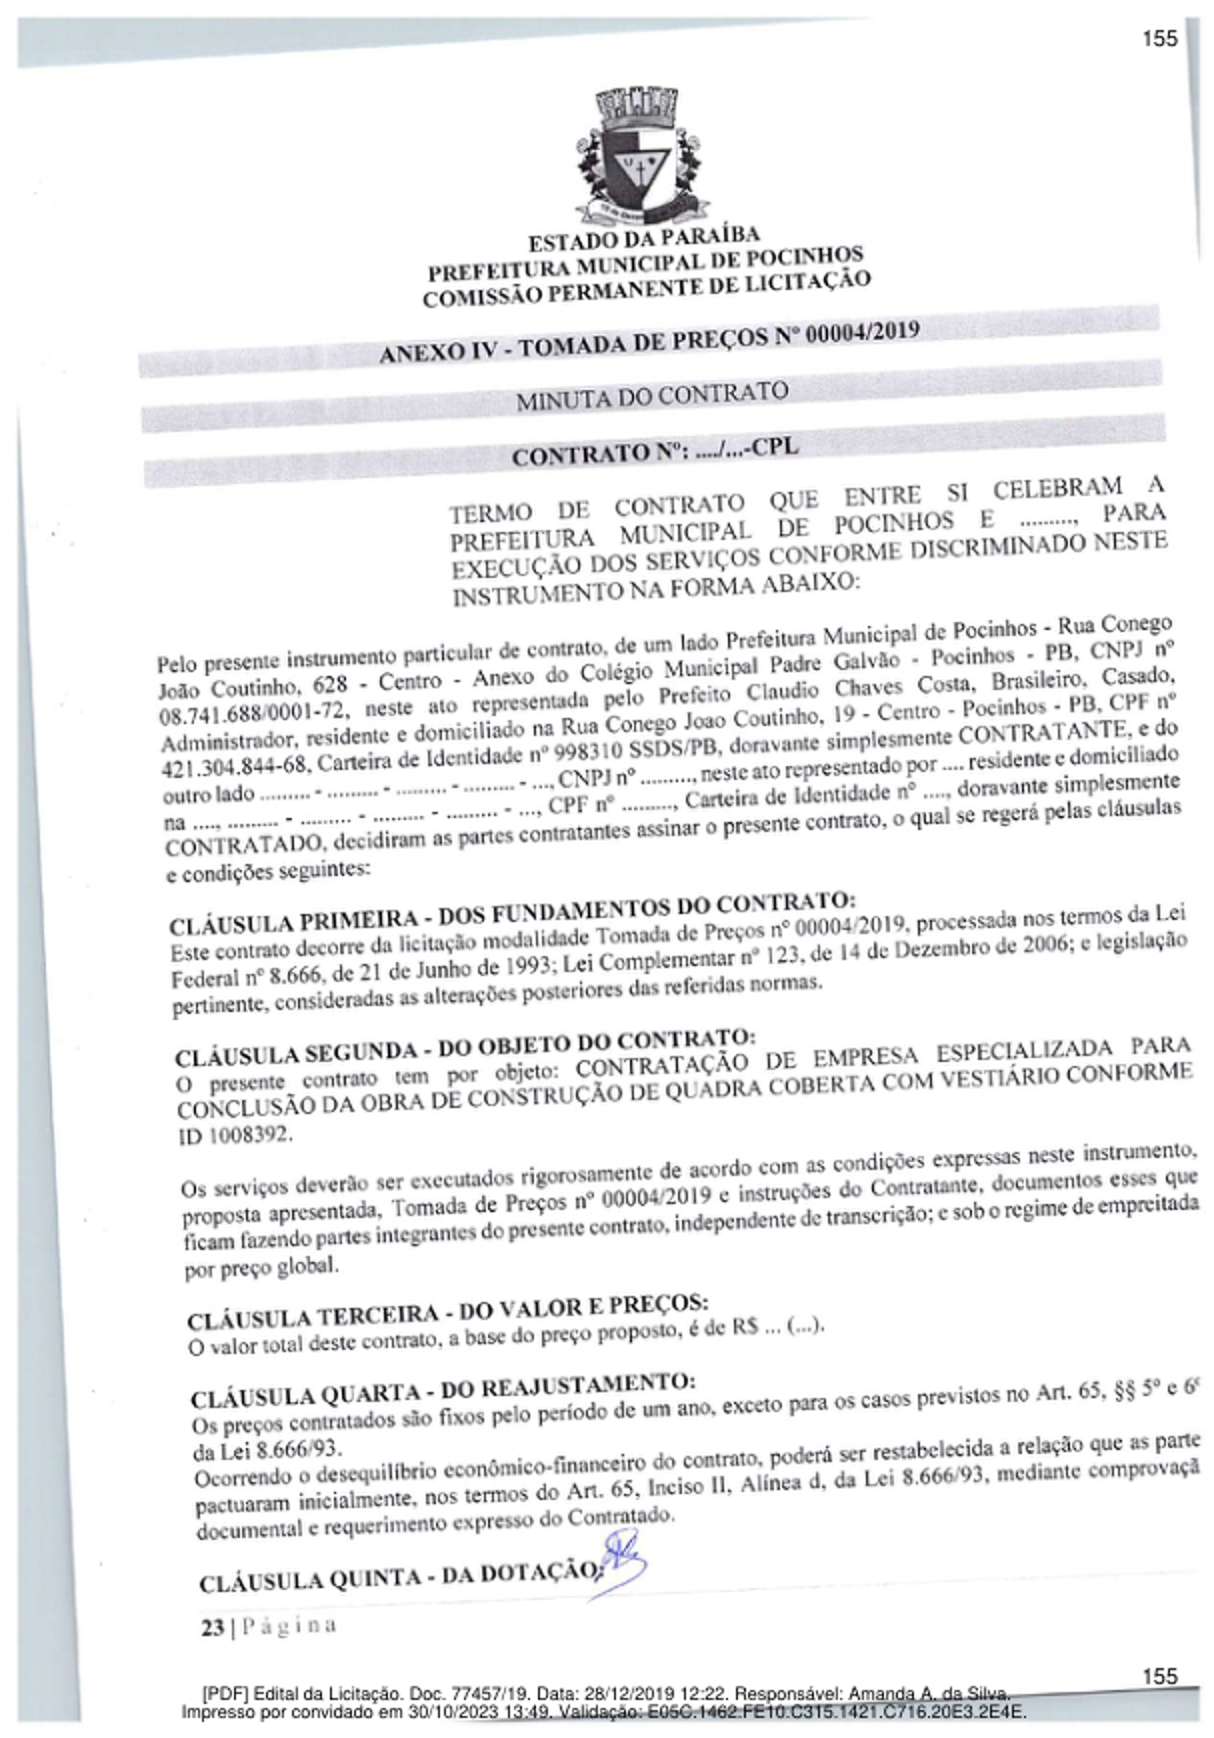 155
ESTADO DA PARAÍBA
PREFEITURA MUNICIPAL DE POCINHOS
COMISSÃO PERMANENTE DE LICITAÇÃO
ANEXO IV - TOMADA DE PREÇOS Nº 00004/2019
MINUTA DO CONTRATO
CONTRATO Nº: ..../...-CPL
TERMO DE CONTRATO QUE ENTRE SI CELEBRAM A
PREFEITURA MUNICIPAL DE POCINHOS E ........., PARA
EXECUÇÃO DOS SERVIÇOS CONFORME DISCRIMINADO NESTE
INSTRUMENTO NA FORMA ABAIXO:
Pelo presente instrumento particular de contrato, de um lado Prefeitura Municipal de Pocinhos - Rua Conego
João Coutinho, 628 - Centro - Anexo do Colégio Municipal Padre Galvão - Pocinhos - PB, CNPJ nº
08.741.688/0001-72, neste ato representada pelo Prefeito Claudio Chaves Costa, Brasileiro, Casado,
Administrador, residente e domiciliado na Rua Conego Joao Coutinho, 19 - Centro - Pocinhos - PB, CPF nº
421.304.844-68, Carteira de Identidade nº 998310 SSDS/PB, doravante simplesmente CONTRATANTE, e do
outro lado ......... - ......... - ......... - ......... - ..., CNPJ nº ........., neste ato representado por .... residente e domiciliado
na ...., ......... - ......... - ......... - ......... - ..., CPF nº ........., Carteira de Identidade nº ...., doravante simplesmente
CONTRATADO, decidiram as partes contratantes assinar o presente contrato, o qual se regerá pelas cláusulas
e condições seguintes:
CLÁUSULA PRIMEIRA - DOS FUNDAMENTOS DO CONTRATO:
Este contrato decorre da licitação modalidade Tomada de Preços nº 00004/2019, processada nos termos da Lei
Federal nº 8.666, de 21 de Junho de 1993; Lei Complementar nº 123, de 14 de Dezembro de 2006; e legislação
pertinente, consideradas as alterações posteriores das referidas normas.
CLÁUSULA SEGUNDA - DO OBJETO DO CONTRATO:
O presente contrato tem por objeto: CONTRATAÇÃO DE EMPRESA ESPECIALIZADA PARA
CONCLUSÃO DA OBRA DE CONSTRUÇÃO DE QUADRA COBERTA COM VESTIÁRIO CONFORME
ID 1008392.
Os serviços deverão ser executados rigorosamente de acordo com as condições expressas neste instrumento,
proposta apresentada, Tomada de Preços nº 00004/2019 e instruções do Contratante, documentos esses que
ficam fazendo partes integrantes do presente contrato, independente de transcrição; e sob o regime de empreitada
por preço global.
CLÁUSULA TERCEIRA - DO VALOR E PREÇOS:
O valor total deste contrato, a base do preço proposto, é de R$ ... (...).
CLÁUSULA QUARTA - DO REAJUSTAMENTO:
Os preços contratados são fixos pelo período de um ano, exceto para os casos previstos no Art. 65, §§ 5º e 6º
da Lei 8.666/93.
Ocorrendo o desequilíbrio econômico-financeiro do contrato, poderá ser restabelecida a relação que as parte
pactuaram inicialmente, nos termos do Art. 65, Inciso II, Alínea d, da Lei 8.666/93, mediante comprovaçã
documental e requerimento expresso do Contratado.
CLÁUSULA QUINTA - DA DOTAÇÃO:
23 | Página
155
[PDF] Edital da Licitação. Doc. 77457/19. Data: 28/12/2019 12:22. Responsável: Amanda A. da Silva.
Impresso por convidado em 30/10/2023 13:49. Validação: E05C.1462.FE10.C315.1421.C716.20E3.2E4E.